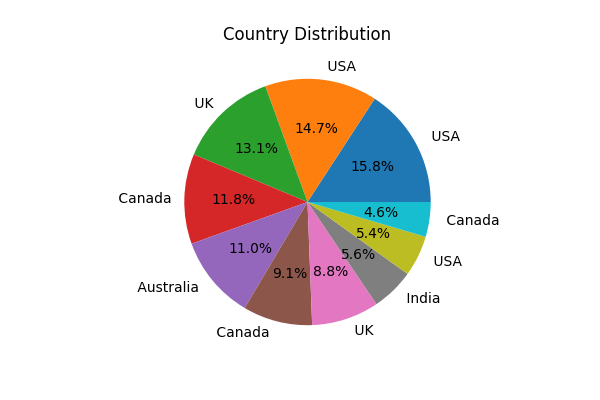 Country Distribution
USA
15.8%
USA
14.7%
UK
13.1%
Canada
11.8%
Australia
11.0%
Canada
9.1%
UK
8.8%
India
5.6%
USA
5.4%
Canada
4.6%